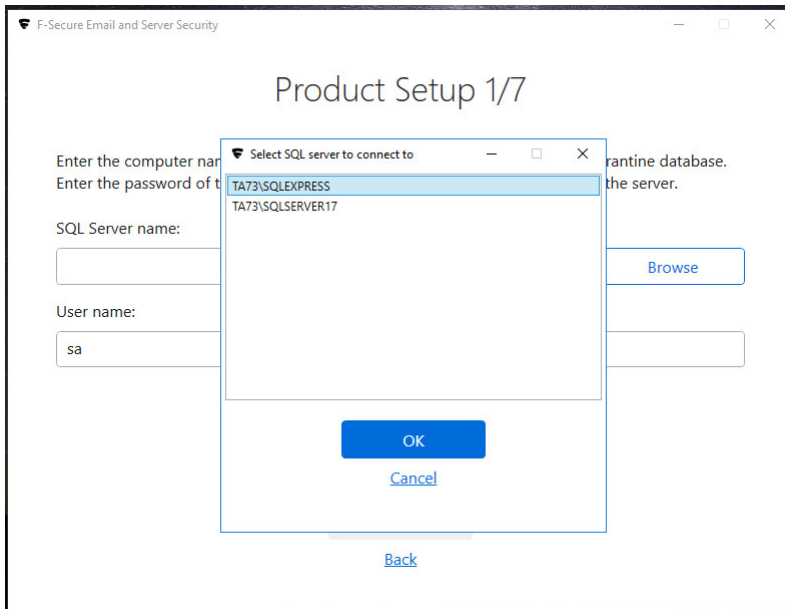 F-Secure Email and Server Security
Product Setup 1/7
Enter the computer nar
rantine database.
Enter the password of t
the server.
SQL Server name:
Browse
User name:
sa
Select SQL server to connect to
TA73\SQLEXPRESS
TA73\SQLSERVER17
OK
Cancel
Back